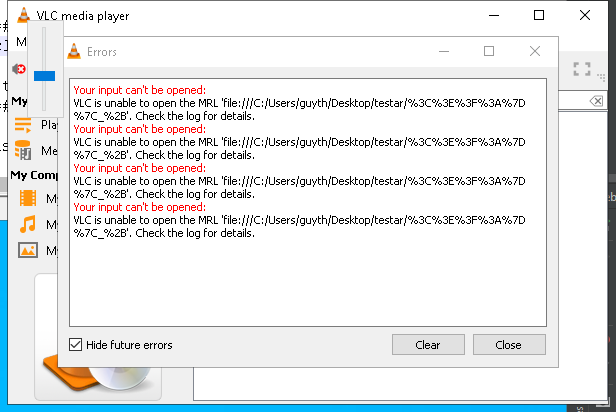 VLC media player
Errors
Your input can't be opened:
VLC is unable to open the MRL 'file:///C:/Users/guyth/Desktop/testar/%3C%3E%3F%3A%7D
%7C_%2B'. Check the log for details.
Your input can't be opened:
VLC is unable to open the MRL 'file:///C:/Users/guyth/Desktop/testar/%3C%3E%3F%3A%7D
%7C_%2B'. Check the log for details.
Your input can't be opened:
VLC is unable to open the MRL 'file:///C:/Users/guyth/Desktop/testar/%3C%3E%3F%3A%7D
%7C_%2B'. Check the log for details.
Your input can't be opened:
VLC is unable to open the MRL 'file:///C:/Users/guyth/Desktop/testar/%3C%3E%3F%3A%7D
%7C_%2B'. Check the log for details.
M
My
Play
Me
My Comp
My
My
My
Hide future errors
Clear
Close